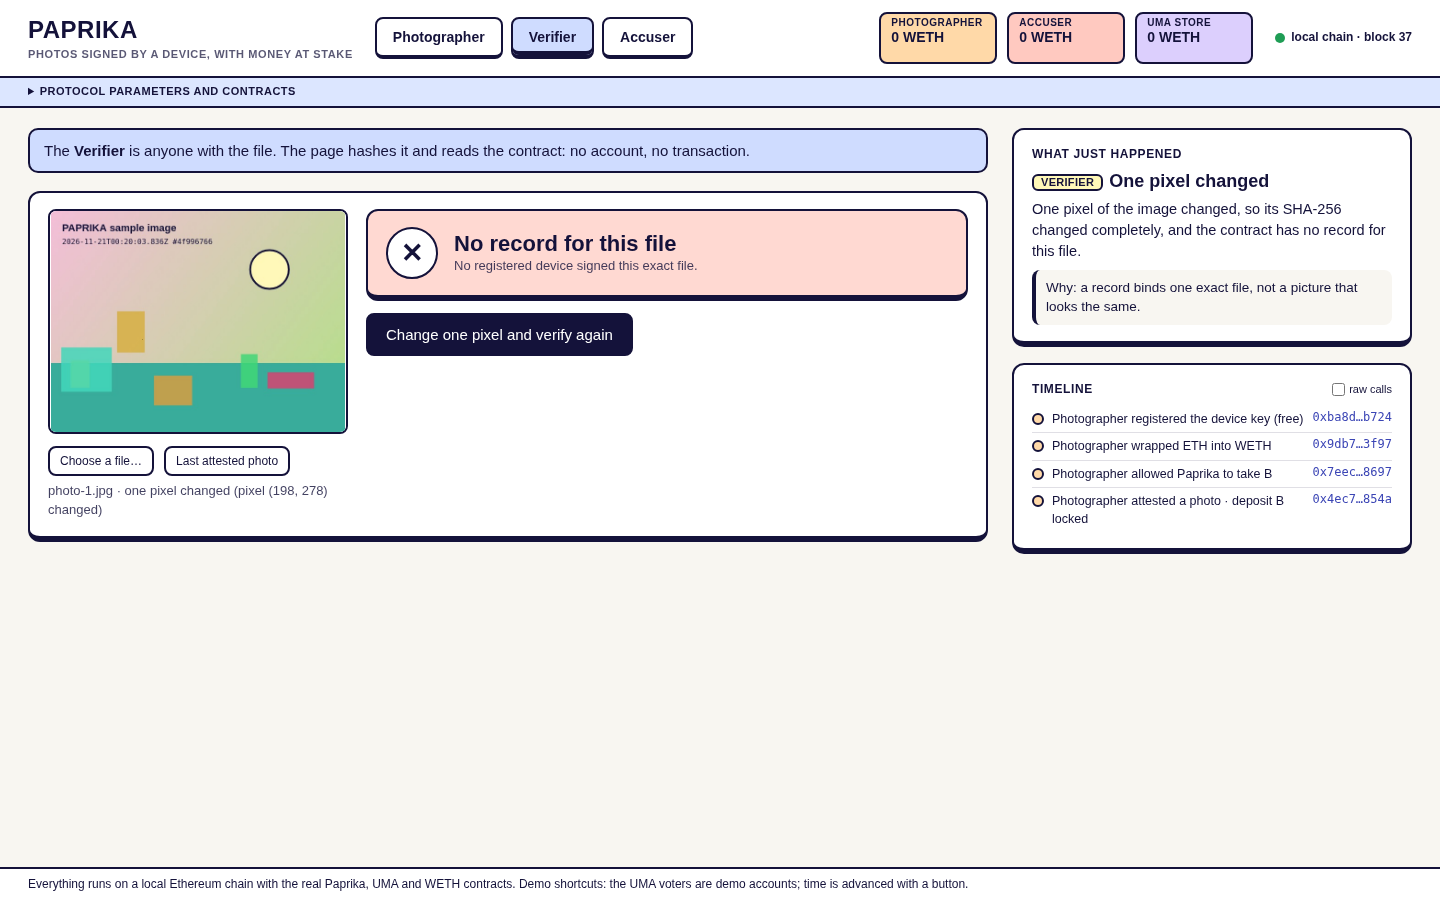 PAPRIKA
PHOTOS SIGNED BY A DEVICE, WITH MONEY AT STAKE
Photographer
Verifier
Accuser
PHOTOGRAPHER
0 WETH
ACCUSER
0 WETH
UMA STORE
0 WETH
local chain · block 37
PROTOCOL PARAMETERS AND CONTRACTS
The Verifier is anyone with the file. The page hashes it and reads the contract: no account, no transaction.
PAPRIKA sample image
2026-11-21T00:20:03.836Z #4f996766
No record for this file
No registered device signed this exact file.
Change one pixel and verify again
Choose a file…
Last attested photo
photo-1.jpg · one pixel changed (pixel (198, 278)
changed)
WHAT JUST HAPPENED
VERIFIER One pixel changed
One pixel of the image changed, so its SHA-256
changed completely, and the contract has no record for
this file.
Why: a record binds one exact file, not a picture that
looks the same.
TIMELINE
raw calls
Photographer registered the device key (free) 0xba8d…b724
Photographer wrapped ETH into WETH 0x9db7…3f97
Photographer allowed Paprika to take B 0x7eec…8697
Photographer attested a photo · deposit B 0x4ec7…854a
locked
Everything runs on a local Ethereum chain with the real Paprika, UMA and WETH contracts. Demo shortcuts: the UMA voters are demo accounts; time is advanced with a button.